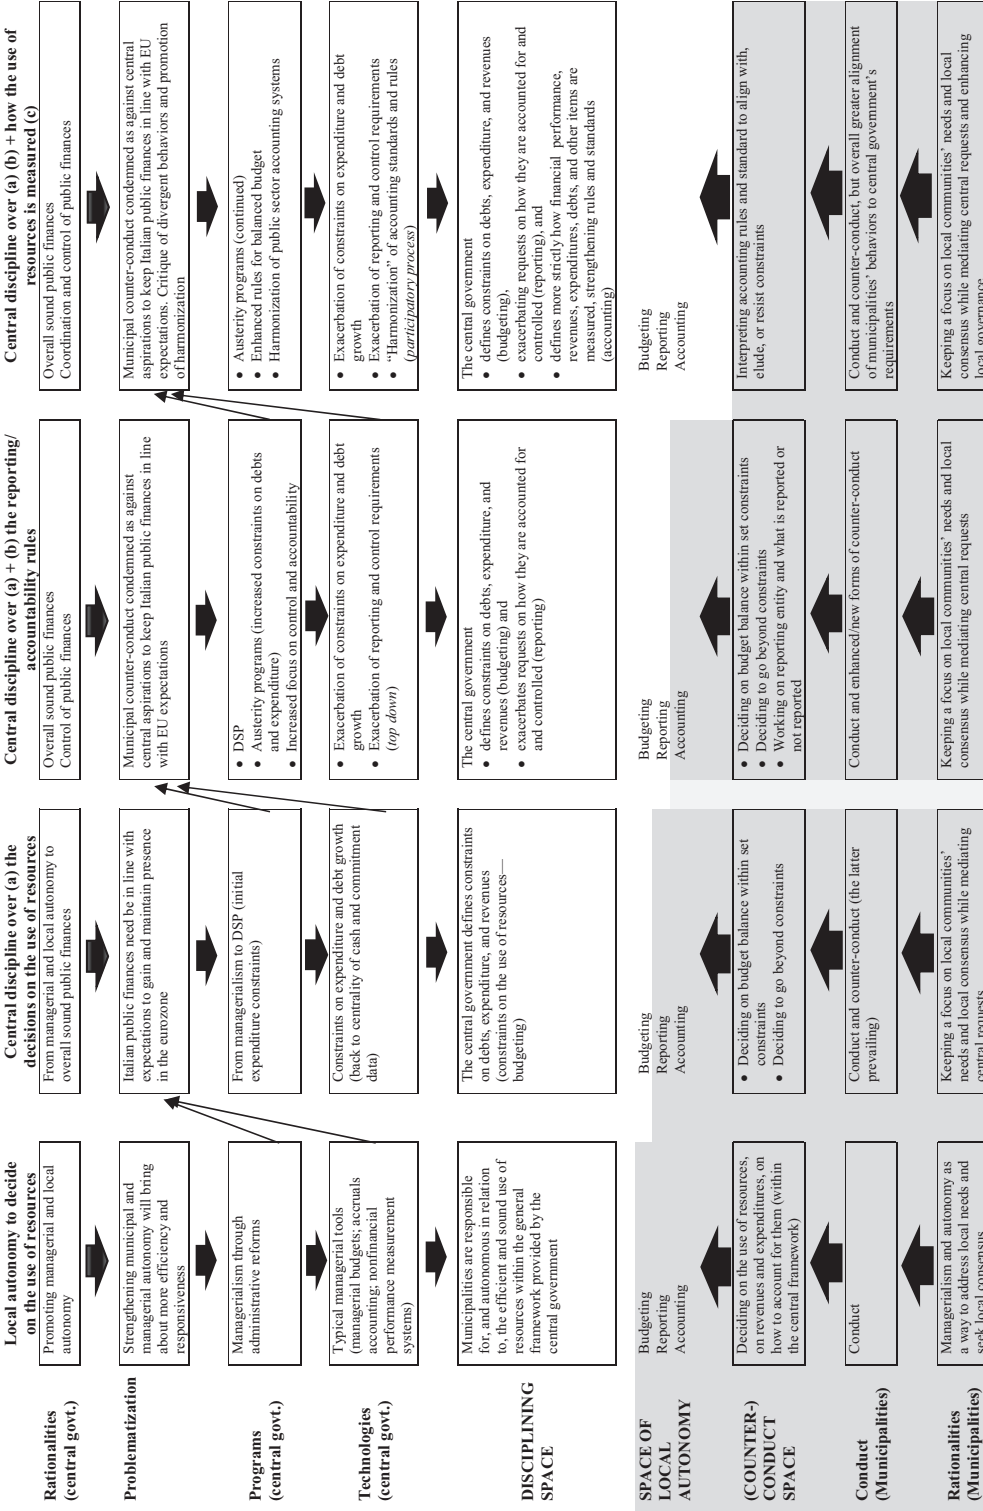 Local autonomy to decide
on the use of resources
Central discipline over (a) the
decisions on the use of resources
Central discipline over (a) + (b) the reporting/
accountability rules
Central discipline over (a) (b) + how the use of
resources is measured (c)
Rationalities
(central govt.)
Promoting managerial and local
autonomy
From managerial and local autonomy to
overall sound public finances
Overall sound public finances
Control of public finances
Overall sound public finances
Coordination and control of public finances
Problematization
Strengthening municipal and
managerial autonomy will bring
about more efficiency and
responsiveness
Italian public finances need be in line with
expectations to gain and maintain presence
in the eurozone
Municipal counter-conduct condemned as against
central aspirations to keep Italian public finances in line
with EU expectations
Municipal counter-conduct condemned as against central
aspirations to keep Italian public finances in line with EU
expectations. Critique of divergent behaviors and promotion
of harmonization
Programs
(central govt.)
Managerialism through
administrative reforms
From managerialism to DSP (initial
expenditure constraints)
• DSP
• Austerity programs (increased constraints on debts
and expenditure)
• Increased focus on control and accountability
• Austerity programs (continued)
• Enhanced rules for balanced budget
• Harmonization of public sector accounting systems
Technologies
(central govt.)
Typical managerial tools
(managerial budgets; accruals
accounting; nonfinancial
performance measurement
systems)
Constraints on expenditure and debt growth
(back to centrality of cash and commitment
data)
• Exacerbation of constraints on expenditure and debt
growth
• Exacerbation of reporting and control requirements
(top down)
• Exacerbation of constraints on expenditure and debt
growth
• Exacerbation of reporting and control requirements
• “Harmonization” of accounting standards and rules
(participatory process)
DISCIPLINING
SPACE
Municipalities are responsible
for, and autonomous in relation
to, the efficient and sound use of
resources within the general
framework provided by the
central government
The central government defines constraints
on debts, expenditure, and revenues
(constraints on the use of resources—
budgeting)
The central government
• defines constraints on debts, expenditure, and
revenues (budgeting) and
• exacerbates requests on how they are accounted for
and controlled (reporting)
The central government
• defines constraints on debts, expenditure, and revenues
(budgeting),
• exacerbating requests on how they are accounted for and
controlled (reporting), and
• defines more strictly how financial performance,
revenues, expenditures, debts, and other items are
measured, strengthening rules and standards
(accounting)
SPACE OF
LOCAL
AUTONOMY
Budgeting
Reporting
Accounting
Budgeting
Reporting
Accounting
Budgeting
Reporting
Accounting
Budgeting
Reporting
Accounting
(COUNTER-)
CONDUCT
SPACE
Deciding on the use of resources,
on revenues and expenditures, on
how to account for them (within
the central framework)
• Deciding on budget balance within set
constraints
• Deciding to go beyond constraints
• Deciding on budget balance within set constraints
• Deciding to go beyond constraints
• Working on reporting entity and what is reported or
not reported
Interpreting accounting rules and standard to align with,
elude, or resist constraints
Conduct
(Municipalities)
Conduct
Conduct and counter-conduct (the latter
prevailing)
Conduct and enhanced/new forms of counter-conduct
Conduct and counter-conduct, but overall greater alignment
of municipalities’ behaviors to central government’s
requirements
Rationalities
(Municipalities)
Managerialism and autonomy as
a way to address local needs and
seek local consensus
Keeping a focus on local communities’
needs and local consensus while mediating
central requests
Keeping a focus on local communities’ needs and local
consensus while mediating central requests
Keeping a focus on local communities’ needs and local
consensus while mediating central requests and enhancing
local governance